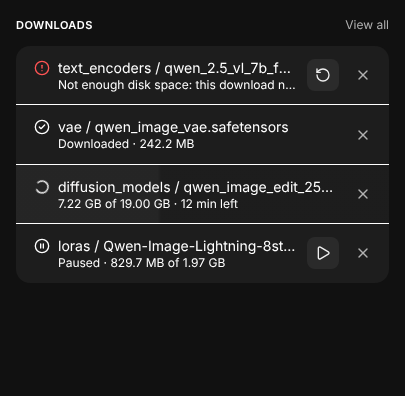 DOWNLOADS
View all
text_encoders / qwen_2.5_vl_7b_f...
Not enough disk space: this download n...
vae / qwen_image_vae.safetensors
Downloaded · 242.2 MB
diffusion_models / qwen_image_edit_25...
7.22 GB of 19.00 GB · 12 min left
loras / Qwen-Image-Lightning-8st...
Paused · 829.7 MB of 1.97 GB